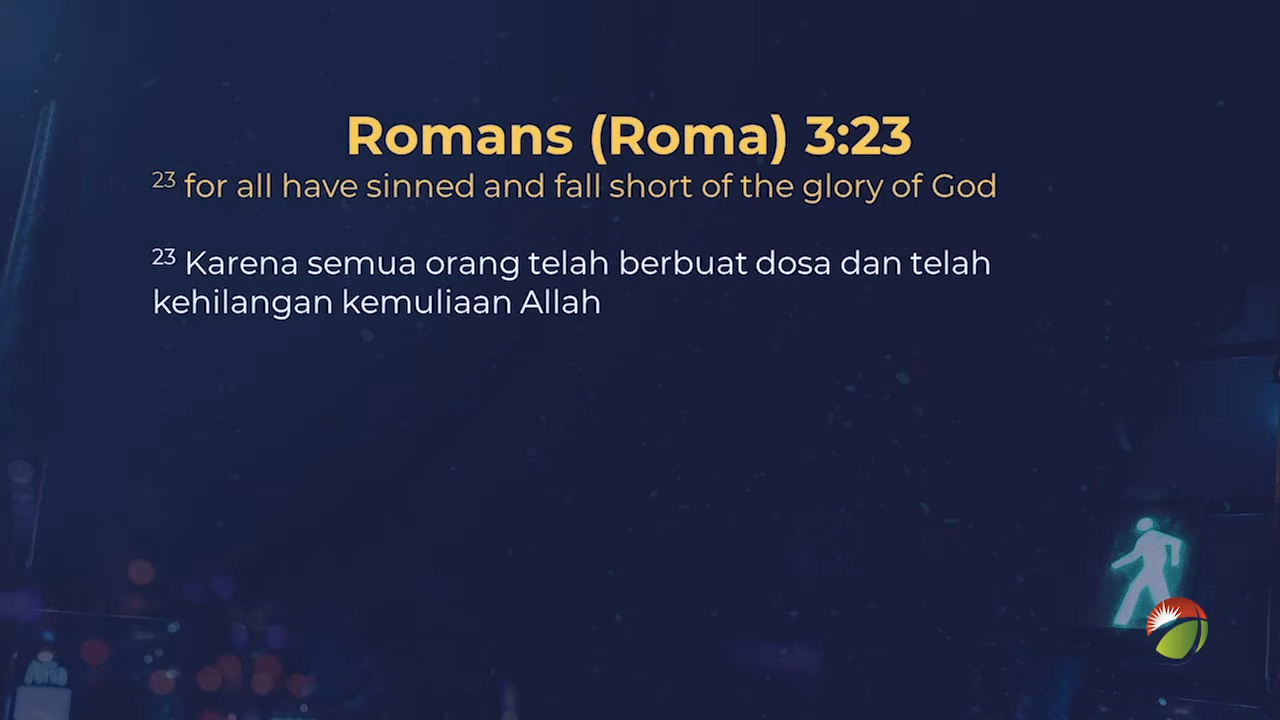 Romans (Roma) 3:23
23 for all have sinned and fall short of the glory of God
23 Karena semua orang telah berbuat dosa dan telah
kehilangan kemuliaan Allah